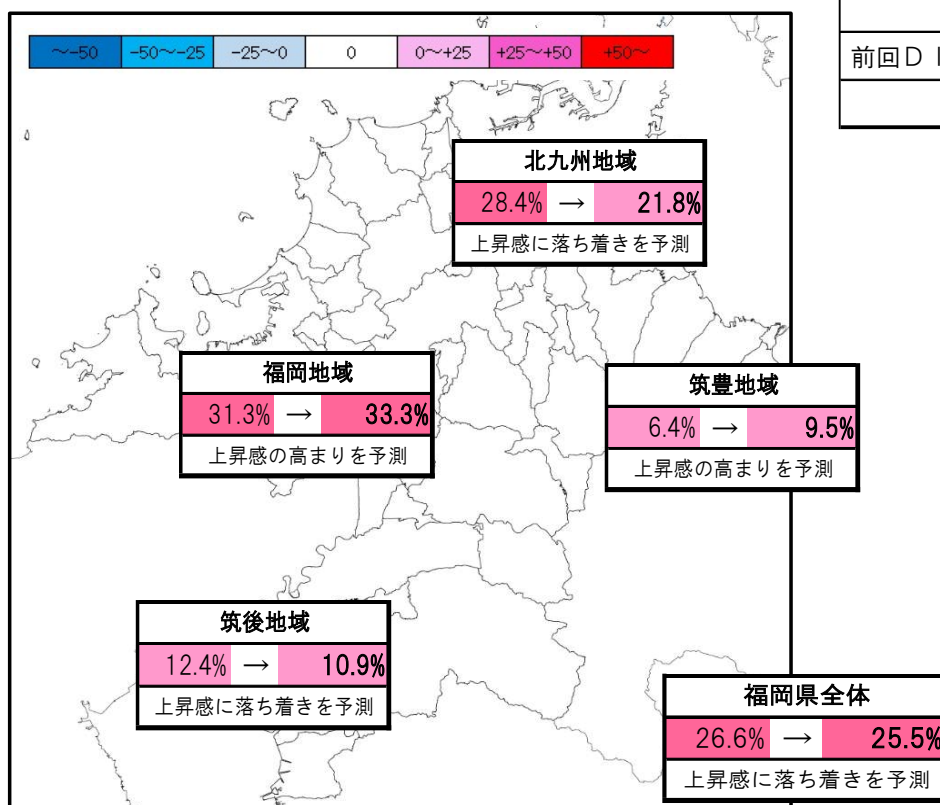 ~-50 -50~-25 -25~0 0 0~+25 +25~+50 +50~
前回DI
北九州地域
28.4% → 21.8%
上昇感に落ち着きを予測
福岡地域
31.3% → 33.3%
上昇感の高まりを予測
筑豊地域
6.4% → 9.5%
上昇感の高まりを予測
筑後地域
12.4% → 10.9%
上昇感に落ち着きを予測
福岡県全体
26.6% → 25.5%
上昇感に落ち着きを予測